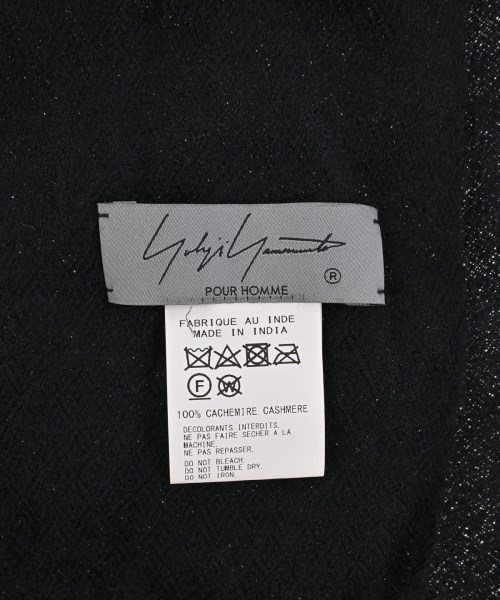 Yohji Yamamoto
®
POUR HOMME
FABRIQUE AU INDE
MADE IN INDIA
F W
100% CACHEMIRE CASHMERE
DECOLORANTS INTERDITS.
NE PAS FAIRE SECHER A LA
MACHINE.
NE PAS REPASSER.
DO NOT BLEACH.
DO NOT TUMBLE DRY.
DO NOT IRON.